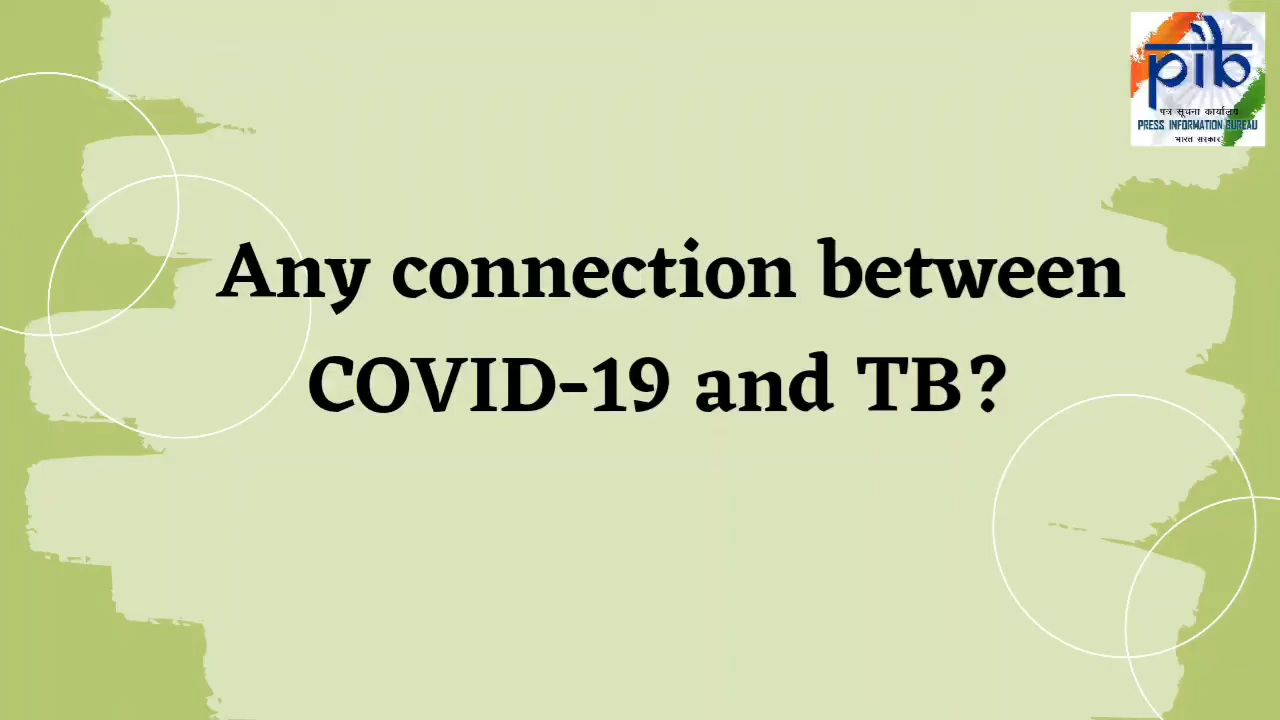 pib
पत्र सूचना कार्यालय
PRESS INFORMATION BUREAU
भारत सरकार
Any connection between
COVID-19 and TB?